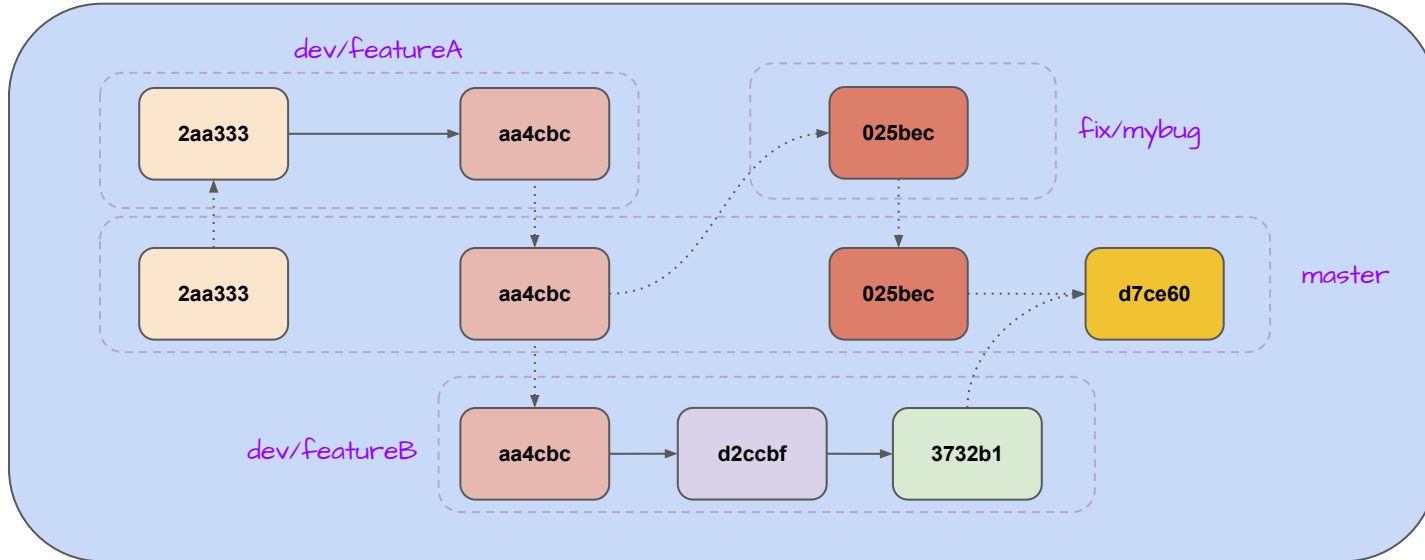 dev/featureA
2aa333
aa4cbc
025bec
fix/mybug
2aa333
aa4cbc
025bec
d7ce60
master
dev/featureB
aa4cbc
d2ccbf
3732b1